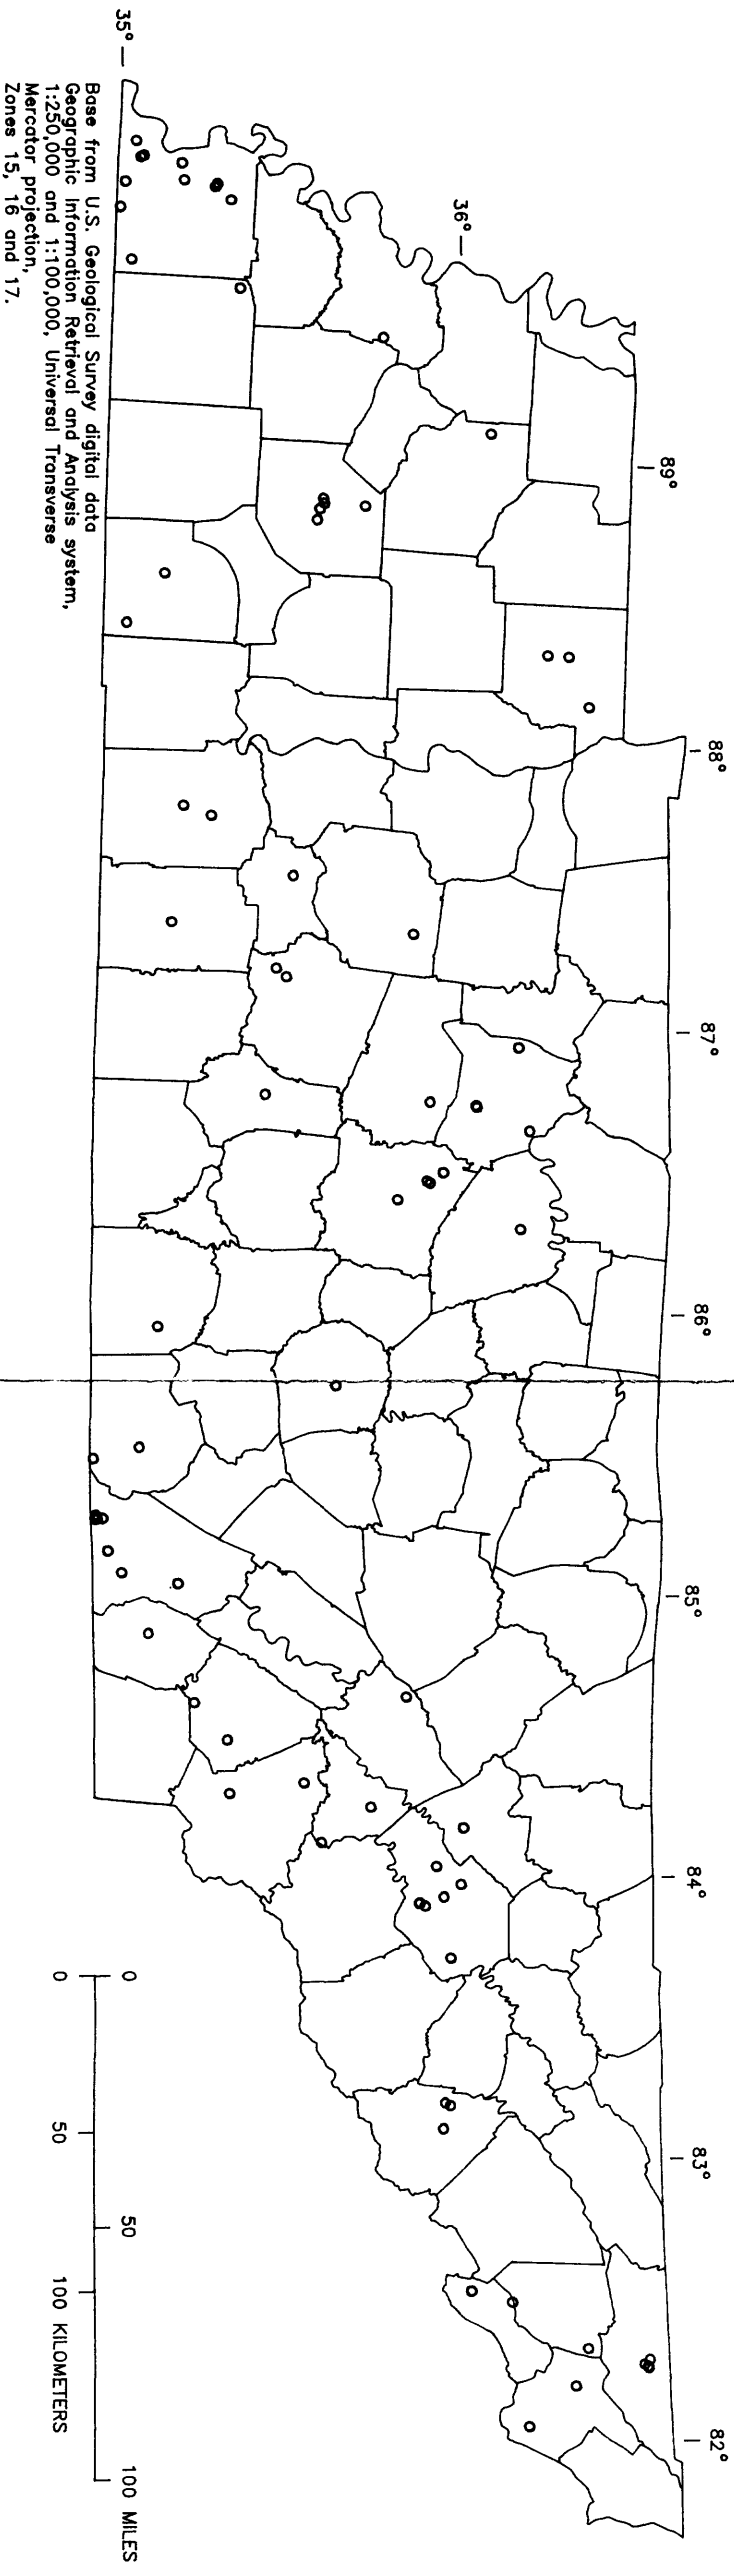 35°
36°
89°
88°
87°
86°
85°
84°
83°
82°
Base from U.S. Geological Survey digital data
Geographic Information Retrieval and Analysis system,
1:250,000 and 1:100,000, Universal Transverse
Mercator projection,
Zones 15, 16 and 17.
0 50 100 MILES
0 50 100 KILOMETERS